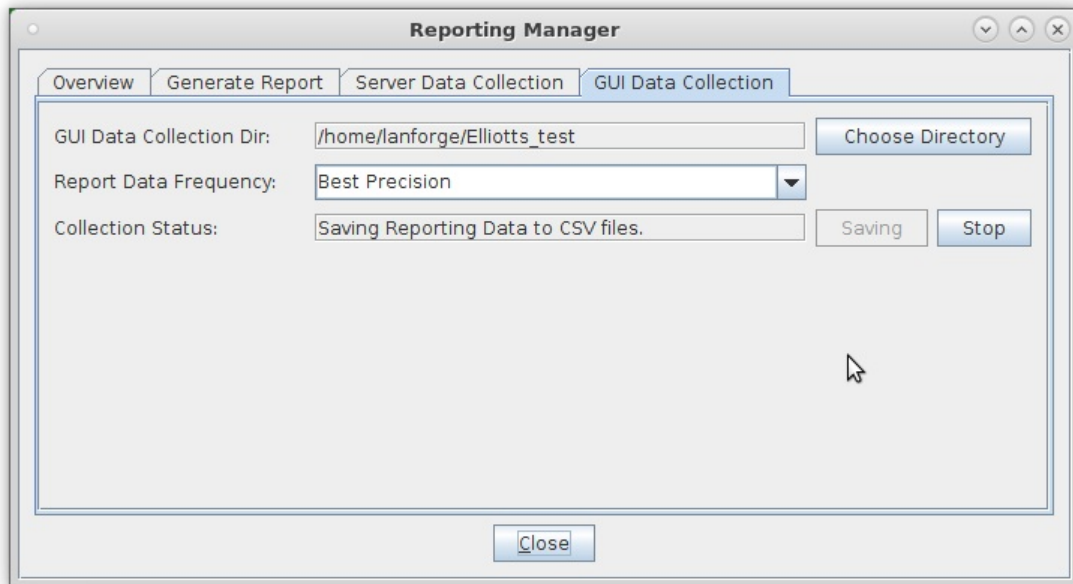 Reporting Manager
Overview Generate Report Server Data Collection GUI Data Collection
GUI Data Collection Dir: /home/lanforge/Elliotts_test Choose Directory
Report Data Frequency: Best Precision
Collection Status: Saving Reporting Data to CSV files. Saving Stop
Close